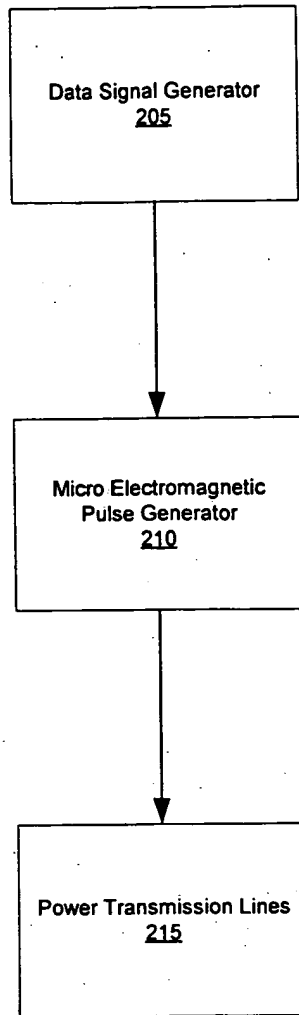 Data Signal Generator
205
Micro Electromagnetic
Pulse Generator
210
Power Transmission Lines
215